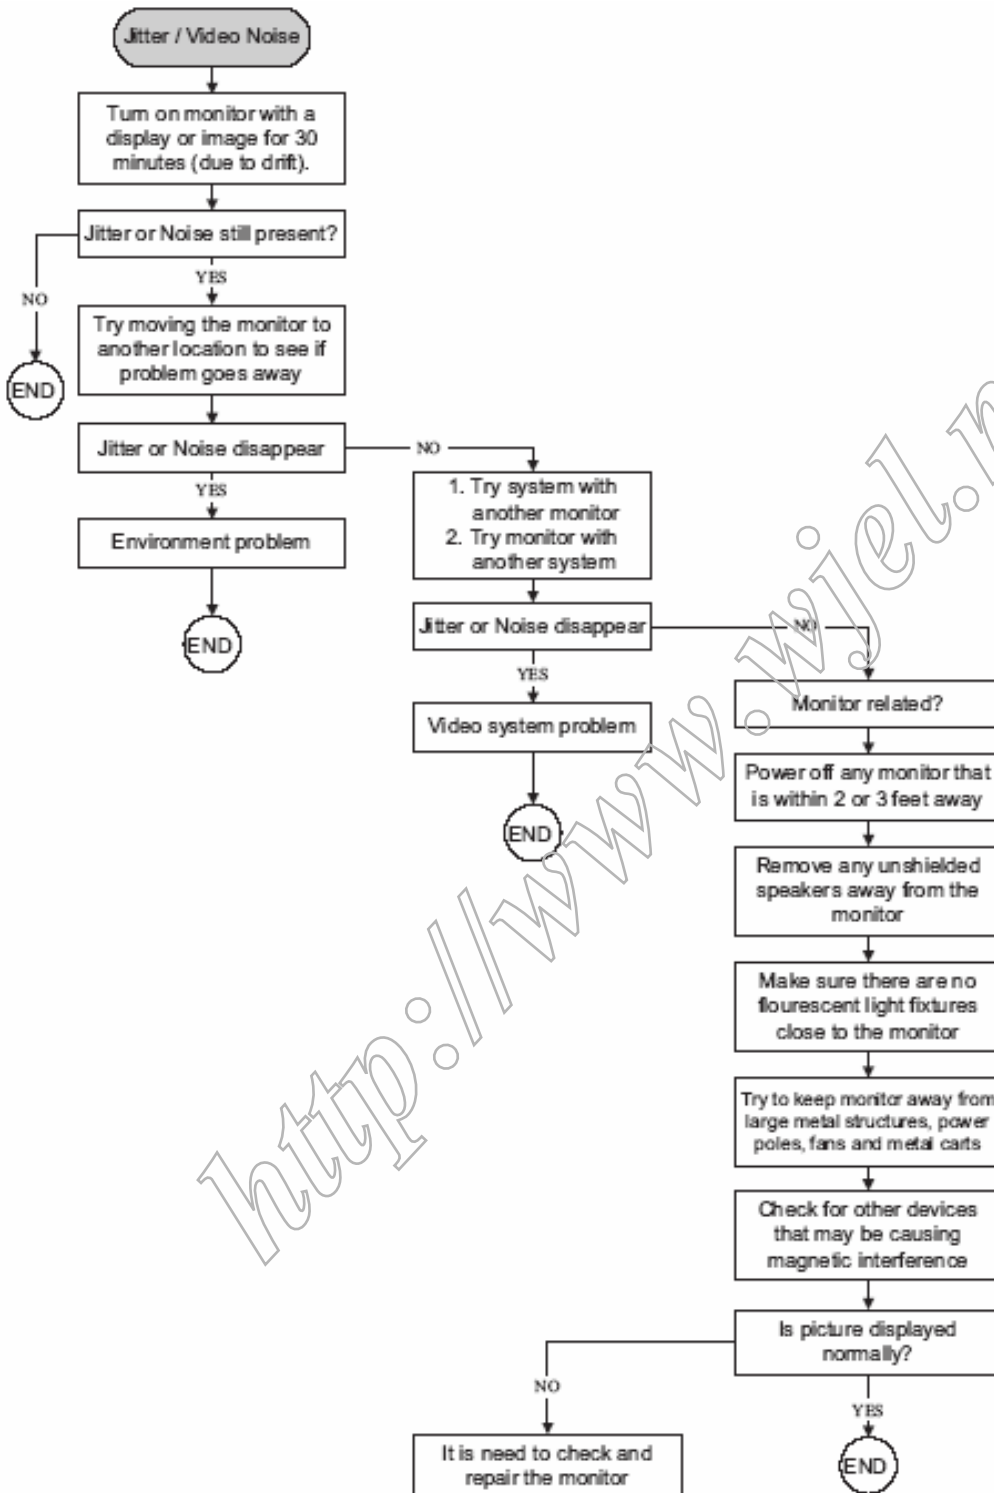 Jitter / Video Noise
Turn on monitor with a
display or image for 30
minutes (due to drift).
Jitter or Noise still present?
YES
NO
END
Try moving the monitor to
another location to see if
problem goes away
Jitter or Noise disappear
NO
YES
Environment problem
END
1. Try system with
another monitor
2. Try monitor with
another system
Jitter or Noise disappear
NO
YES
Video system problem
END
Monitor related?
Power off any monitor that
is within 2 or 3 feet away
Remove any unshielded
speakers away from the
monitor
Make sure there are no
flourescent light fixtures
close to the monitor
Try to keep monitor away from
large metal structures, power
poles, fans and metal carts
Check for other devices
that may be causing
magnetic interference
Is picture displayed
normally?
NO
YES
It is need to check and
repair the monitor
END
http://www.wjel.n